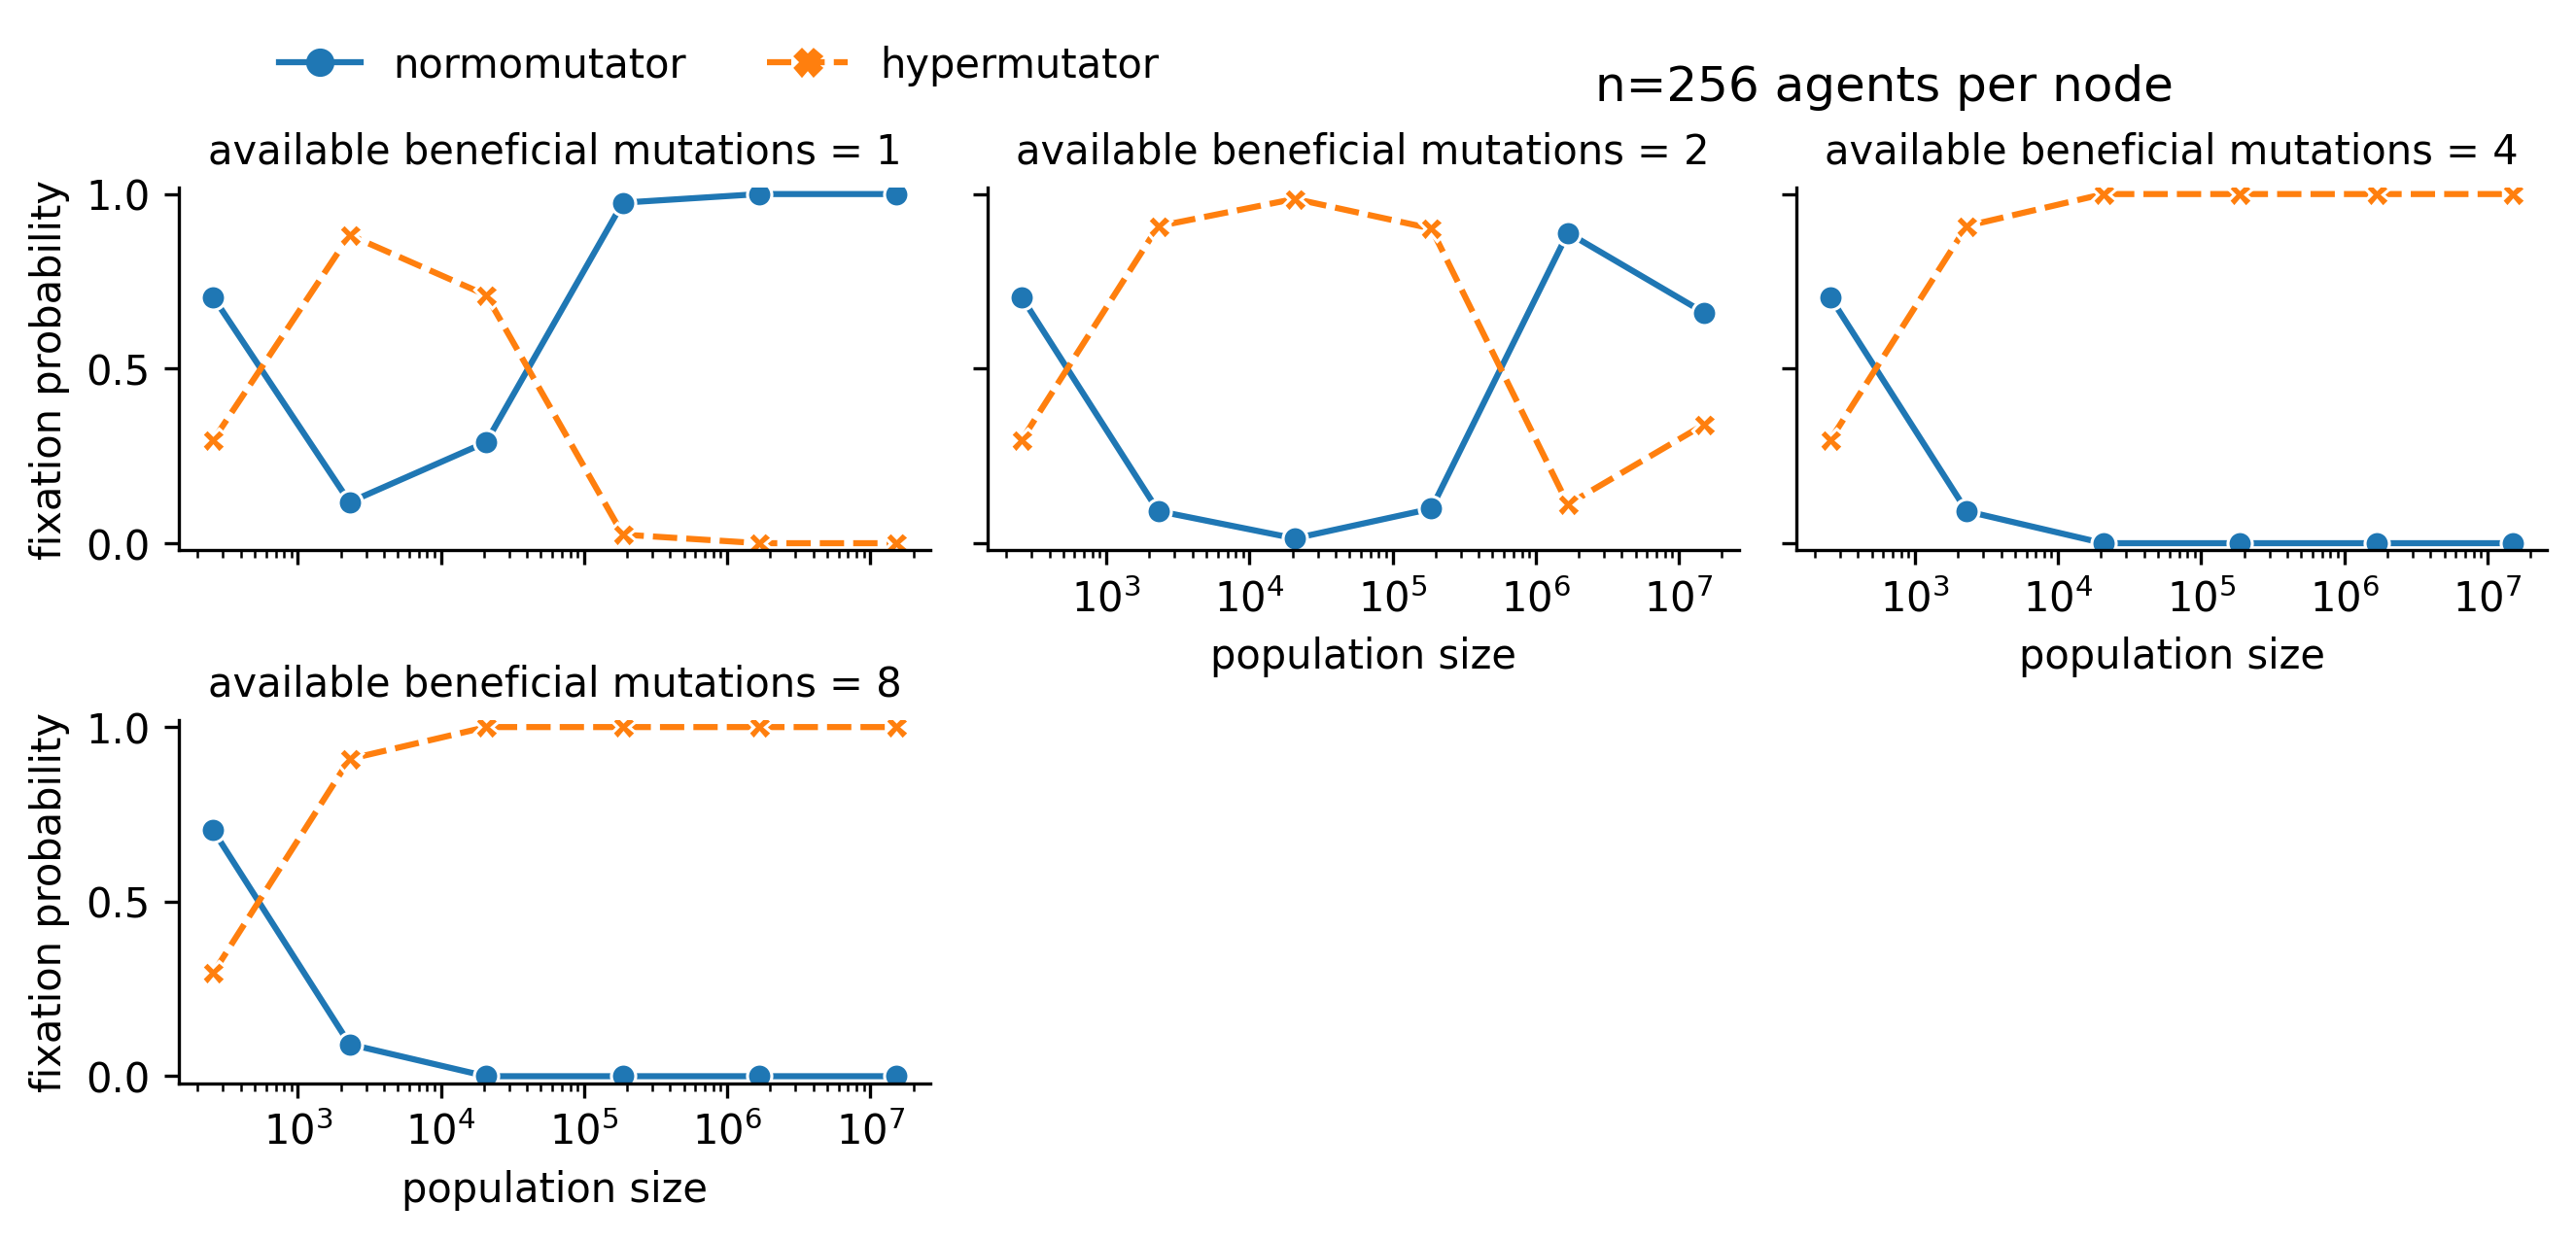 normomutator hypermutator
n=256 agents per node
available beneficial mutations = 1
available beneficial mutations = 2
available beneficial mutations = 4
fixation probability
1.0
0.5
0.0
10³ 10⁴ 10⁵ 10⁶ 10⁷
population size
10³ 10⁴ 10⁵ 10⁶ 10⁷
population size
available beneficial mutations = 8
fixation probability
1.0
0.5
0.0
10³ 10⁴ 10⁵ 10⁶ 10⁷
population size